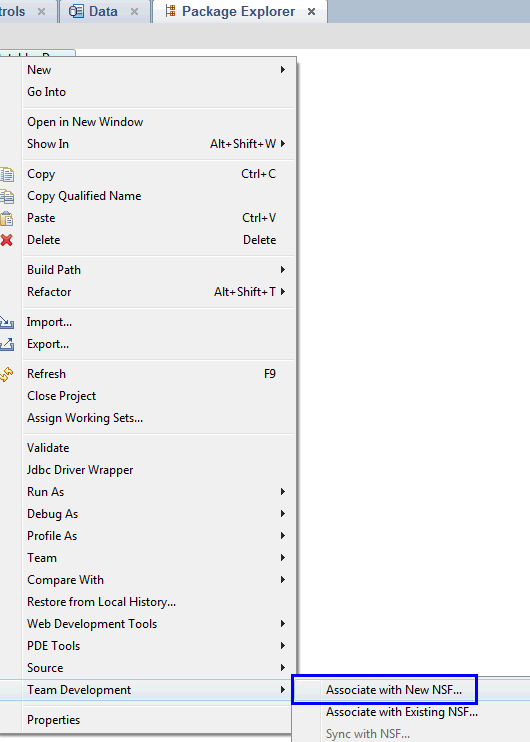 trols
Data
Package Explorer
New
Go Into
Open in New Window
Show In Alt+Shift+W
Copy Ctrl+C
Copy Qualified Name
Paste Ctrl+V
Delete Delete
Build Path
Refactor Alt+Shift+T
Import...
Export...
Refresh F9
Close Project
Assign Working Sets...
Validate
Jdbc Driver Wrapper
Run As
Debug As
Profile As
Team
Compare With
Restore from Local History...
Web Development Tools
PDE Tools
Source
Team Development
Associate with New NSF...
Associate with Existing NSF...
Sync with NSF...
Properties